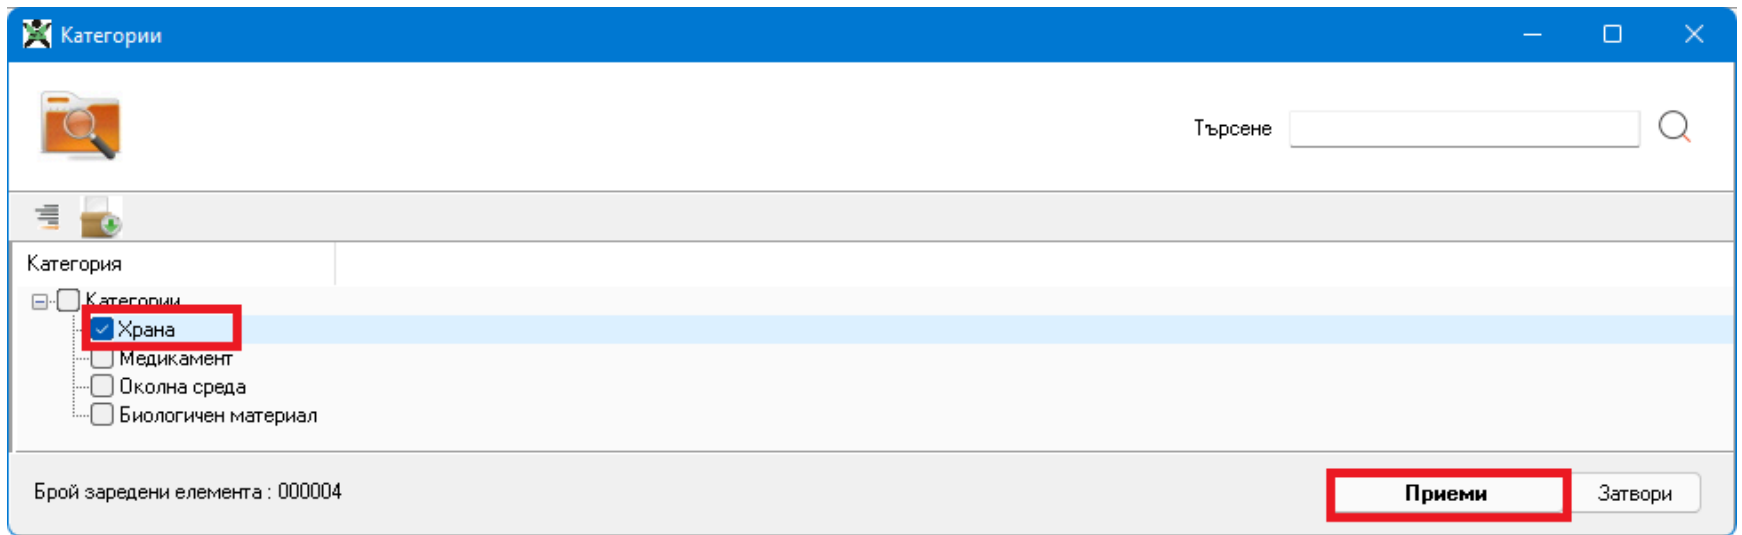 Категории
Търсене
Категория
Категории
Храна
Медикамент
Околна среда
Биологичен материал
Брой заредени елемента : 000004
Приеми
Затвори